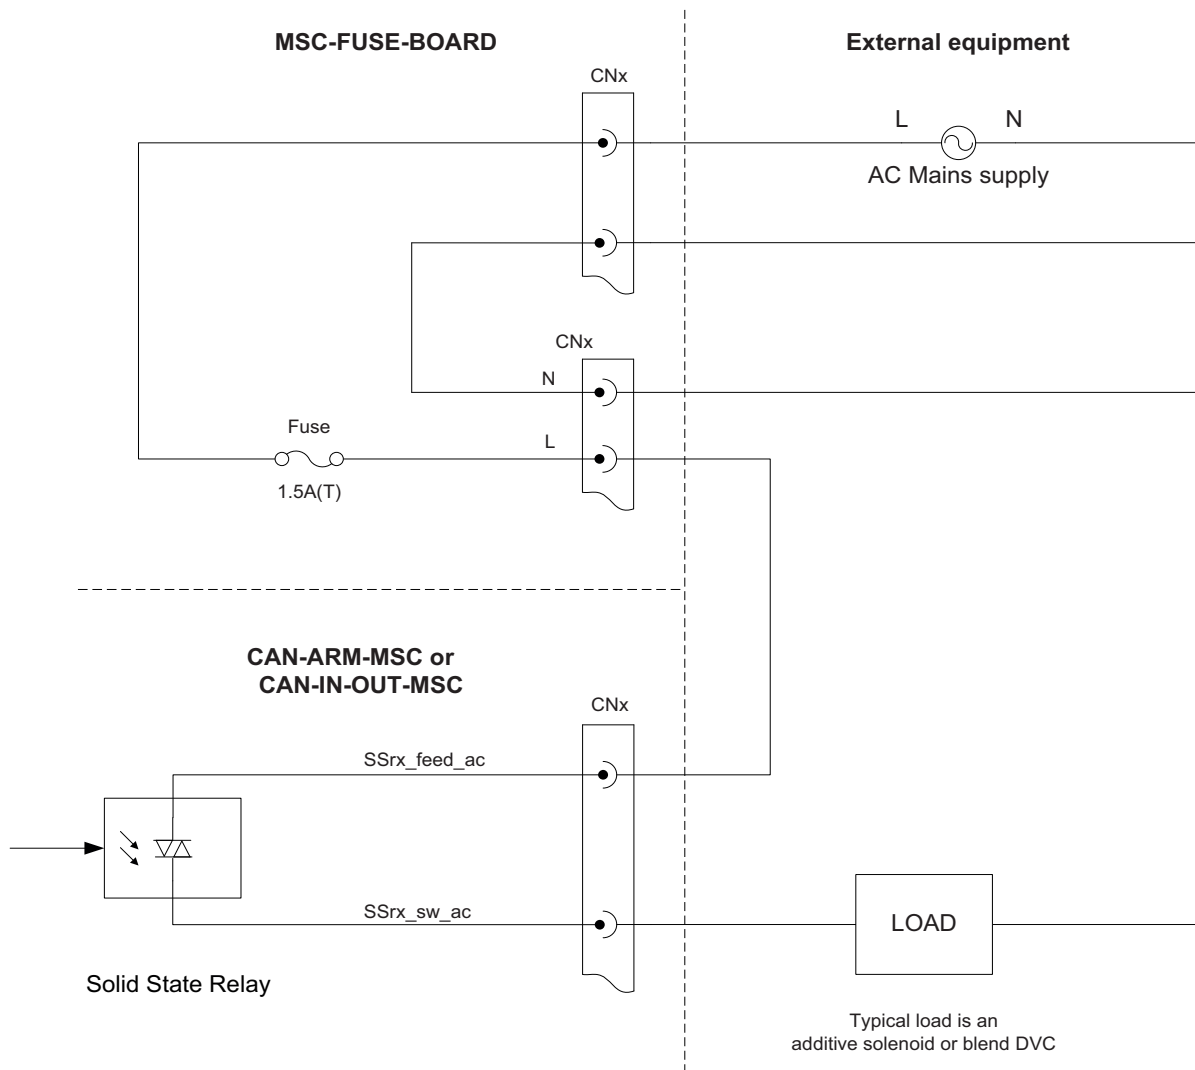 MSC-FUSE-BOARD
External equipment
CNx
L
N
AC Mains supply
CNx
N
Fuse
L
1.5A(T)
CAN-ARM-MSC or
CAN-IN-OUT-MSC
CNx
SSrx_feed_ac
SSrx_sw_ac
LOAD
Solid State Relay
Typical load is an
additive solenoid or blend DVC